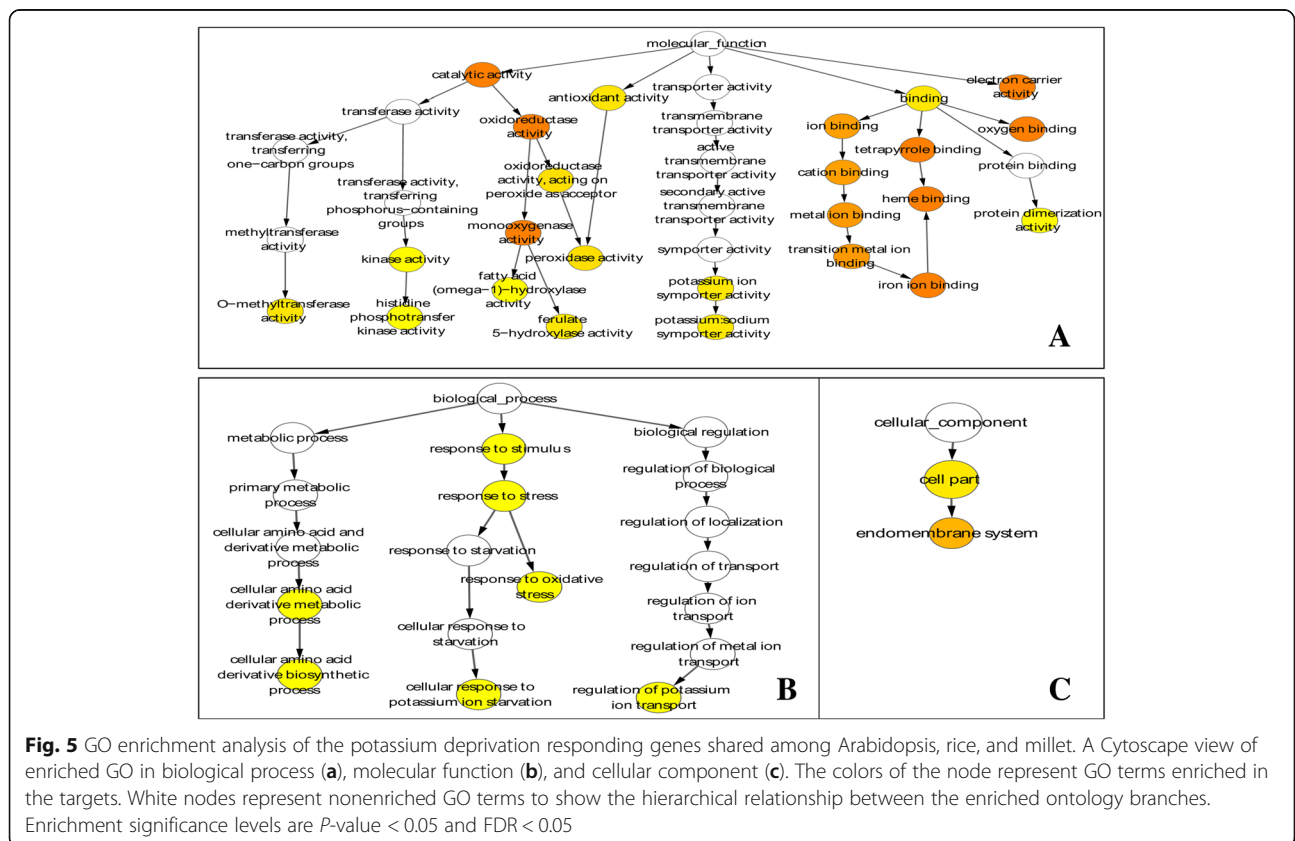 molecular_function
catalytic activity
antioxidant activity
transporter activity
binding
electron carrier
activity
transferase activity
oxidoreductase
activity
transmembrane
transporter activity
ion binding
oxygen binding
transferase activity,
transferring
one−carbon groups
oxidoreductase
activity, acting on
peroxide as acceptor
active
transmembrane
transporter activity
tetrapyrrole binding
cation binding
protein binding
transferase activity,
transferring
phosphorus−containing
groups
secondary active
transmembrane
transporter activity
heme binding
metal ion binding
protein dimerization
activity
methyltransferase
activity
monooxygenase
activity
peroxidase activity
symporter activity
transition metal ion
binding
kinase activity
fatty acid
(omega−1)−hydroxylase
activity
potassium ion
symporter activity
iron ion binding
O−methyltransferase
activity
histidine
phosphotransfer
kinase activity
ferulate
5−hydroxylase activity
potassium:sodium
symporter activity
A
biological_process
metabolic process
response to stimulus
biological regulation
primary metabolic
process
response to stress
regulation of biological
process
cellular amino acid and
derivative metabolic
process
response to starvation
regulation of localization
response to oxidative
stress
regulation of transport
cellular amino acid
derivative metabolic
process
cellular response to
starvation
regulation of ion
transport
regulation of metal ion
transport
cellular amino acid
derivative biosynthetic
process
cellular response to
potassium ion starvation
regulation of potassium
ion transport
B
cellular_component
cell part
endomembrane system
C
Fig. 5 GO enrichment analysis of the potassium deprivation responding genes shared among Arabidopsis, rice, and millet. A Cytoscape view of
enriched GO in biological process (a), molecular function (b), and cellular component (c). The colors of the node represent GO terms enriched in
the targets. White nodes represent nonenriched GO terms to show the hierarchical relationship between the enriched ontology branches.
Enrichment significance levels are P-value < 0.05 and FDR < 0.05